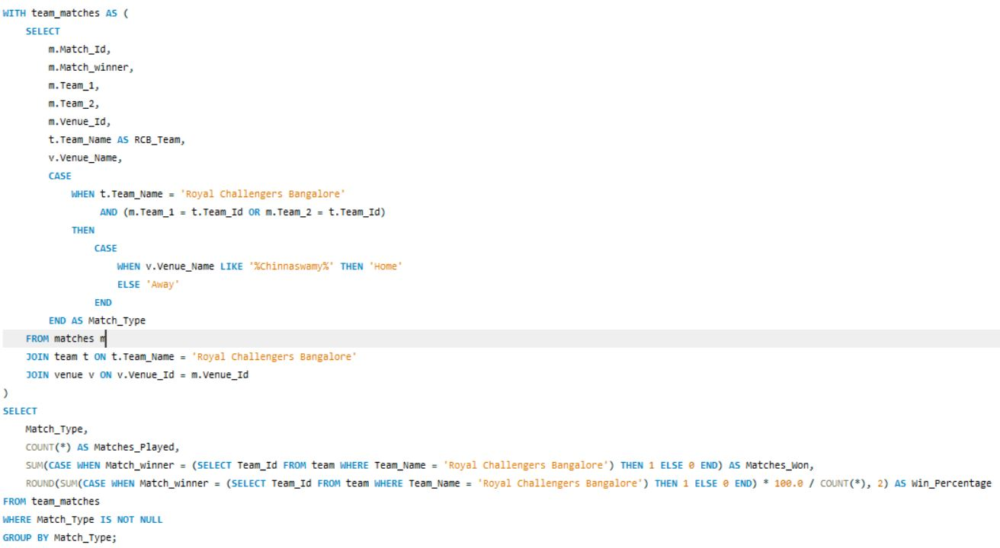 WITH team_matches AS (
    SELECT
        m.Match_Id,
        m.Match_winner,
        m.Team_1,
        m.Team_2,
        m.Venue_Id,
        t.Team_Name AS RCB_Team,
        v.Venue_Name,
        CASE
            WHEN t.Team_Name = 'Royal Challengers Bangalore'
                 AND (m.Team_1 = t.Team_Id OR m.Team_2 = t.Team_Id)
            THEN
                CASE
                    WHEN v.Venue_Name LIKE '%Chinnaswamy%' THEN 'Home'
                    ELSE 'Away'
                END
        END AS Match_Type
    FROM matches m
    JOIN team t ON t.Team_Name = 'Royal Challengers Bangalore'
    JOIN venue v ON v.Venue_Id = m.Venue_Id
)
SELECT
    Match_Type,
    COUNT(*) AS Matches_Played,
    SUM(CASE WHEN Match_winner = (SELECT Team_Id FROM team WHERE Team_Name = 'Royal Challengers Bangalore') THEN 1 ELSE 0 END) AS Matches_Won,
    ROUND(SUM(CASE WHEN Match_winner = (SELECT Team_Id FROM team WHERE Team_Name = 'Royal Challengers Bangalore') THEN 1 ELSE 0 END) * 100.0 / COUNT(*), 2) AS Win_Percentage
FROM team_matches
WHERE Match_Type IS NOT NULL
GROUP BY Match_Type;